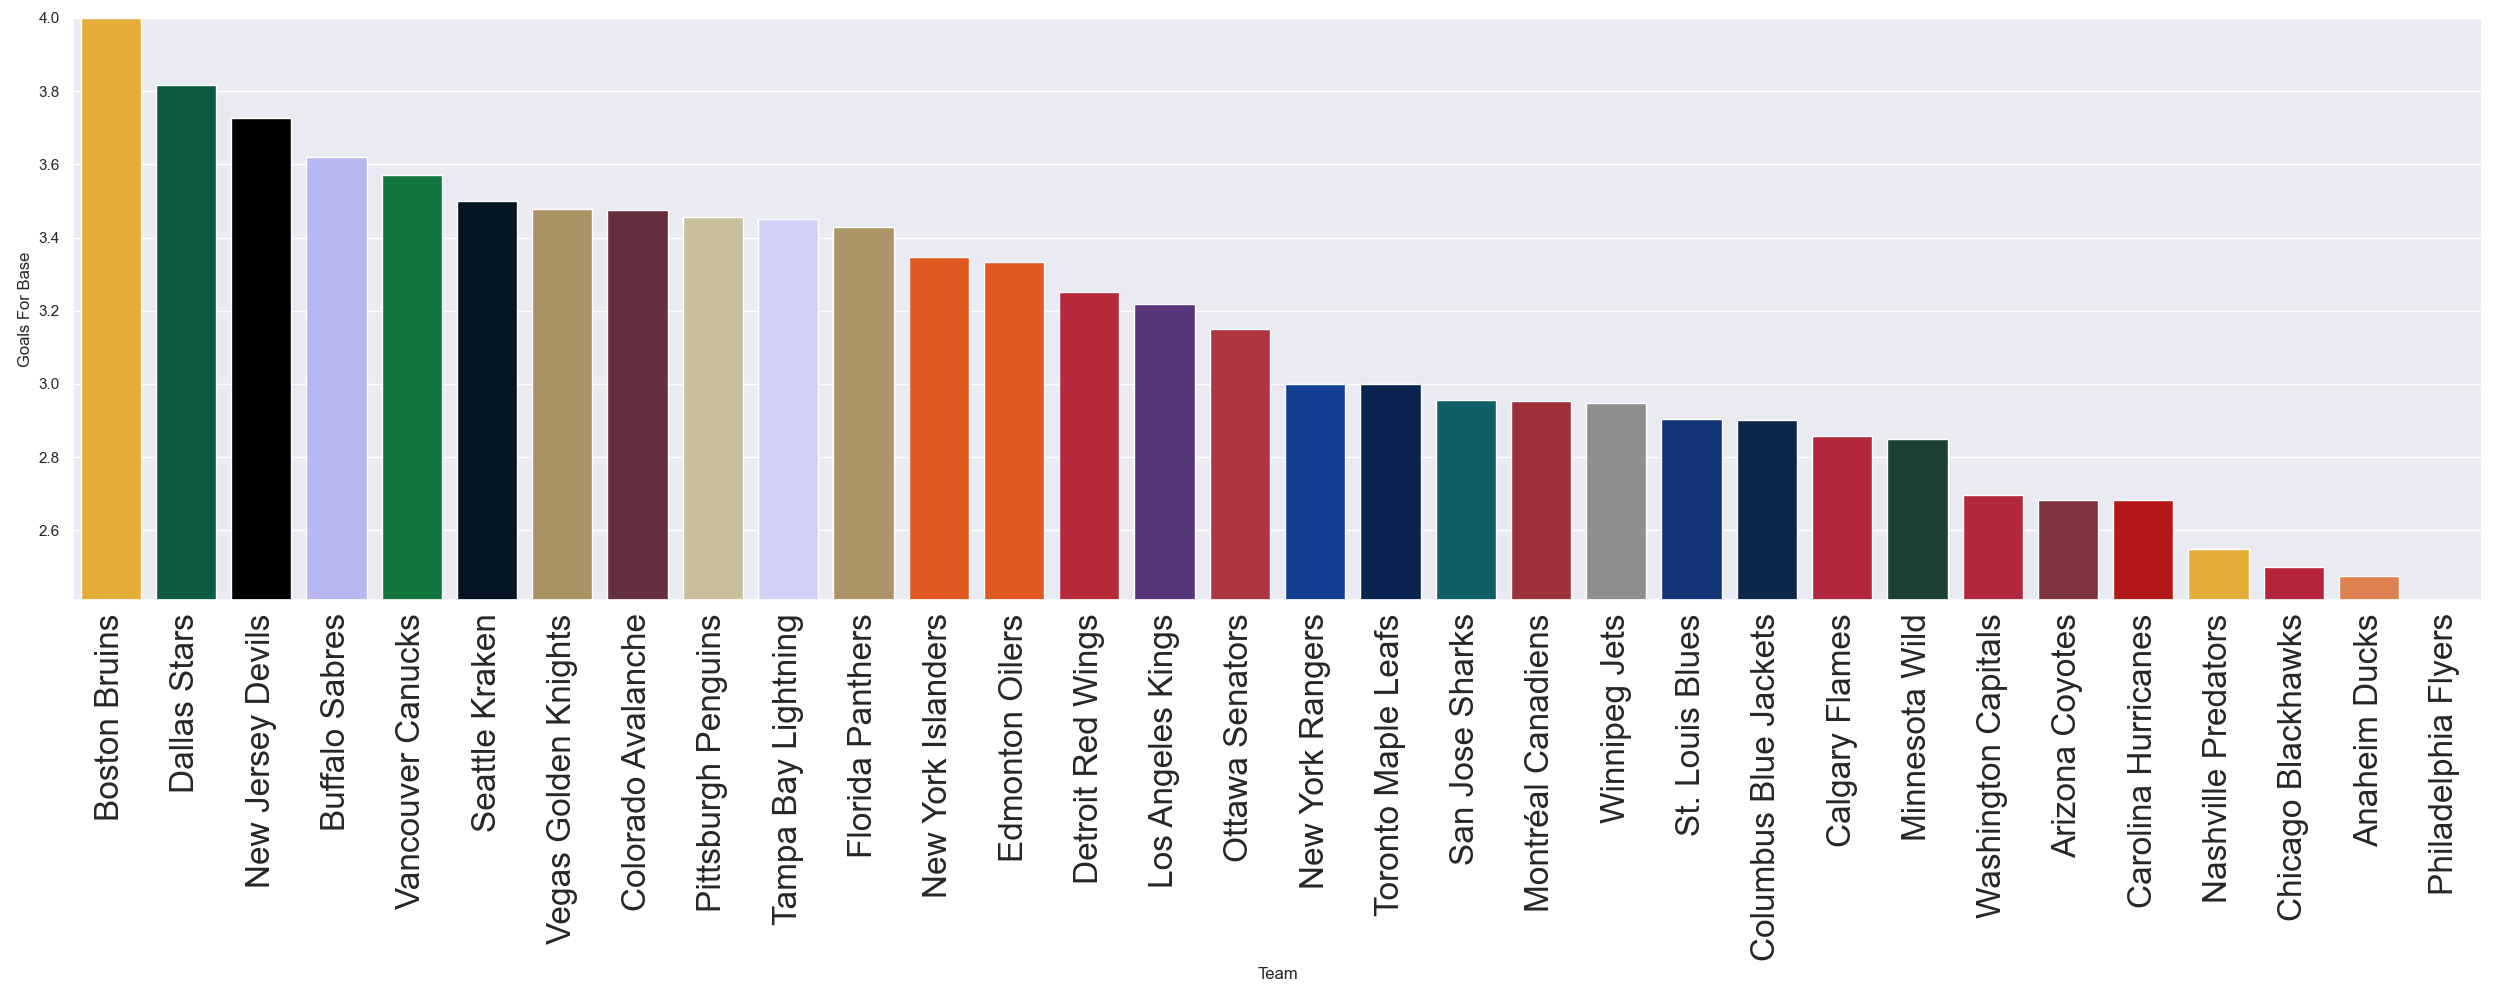 4.0
3.8
3.6
3.4
3.2
3.0
2.8
2.6
Goals For Base
Boston Bruins
Dallas Stars
New Jersey Devils
Buffalo Sabres
Vancouver Canucks
Seattle Kraken
Vegas Golden Knights
Colorado Avalanche
Pittsburgh Penguins
Tampa Bay Lightning
Florida Panthers
New York Islanders
Edmonton Oilers
Detroit Red Wings
Los Angeles Kings
Ottawa Senators
New York Rangers
Toronto Maple Leafs
San Jose Sharks
Montréal Canadiens
Winnipeg Jets
St. Louis Blues
Columbus Blue Jackets
Calgary Flames
Minnesota Wild
Washington Capitals
Arizona Coyotes
Carolina Hurricanes
Nashville Predators
Chicago Blackhawks
Anaheim Ducks
Philadelphia Flyers
Team